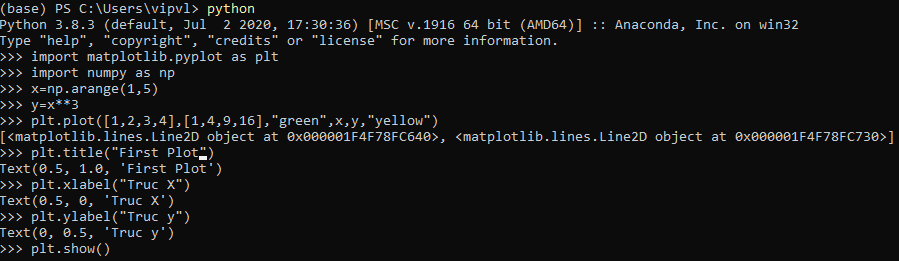 (base) PS C:\Users\vipvl> python
Python 3.8.3 (default, Jul  2 2020, 17:30:36) [MSC v.1916 64 bit (AMD64)] :: Anaconda, Inc. on win32
Type "help", "copyright", "credits" or "license" for more information.
>>> import matplotlib.pyplot as plt
>>> import numpy as np
>>> x=np.arange(1,5)
>>> y=x**3
>>> plt.plot([1,2,3,4],[1,4,9,16],"green",x,y,"yellow")
[<matplotlib.lines.Line2D object at 0x000001F4F78FC640>, <matplotlib.lines.Line2D object at 0x000001F4F78FC730>]
>>> plt.title("First Plot")
Text(0.5, 1.0, 'First Plot')
>>> plt.xlabel("Truc X")
Text(0.5, 0, 'Truc X')
>>> plt.ylabel("Truc y")
Text(0, 0.5, 'Truc y')
>>> plt.show()